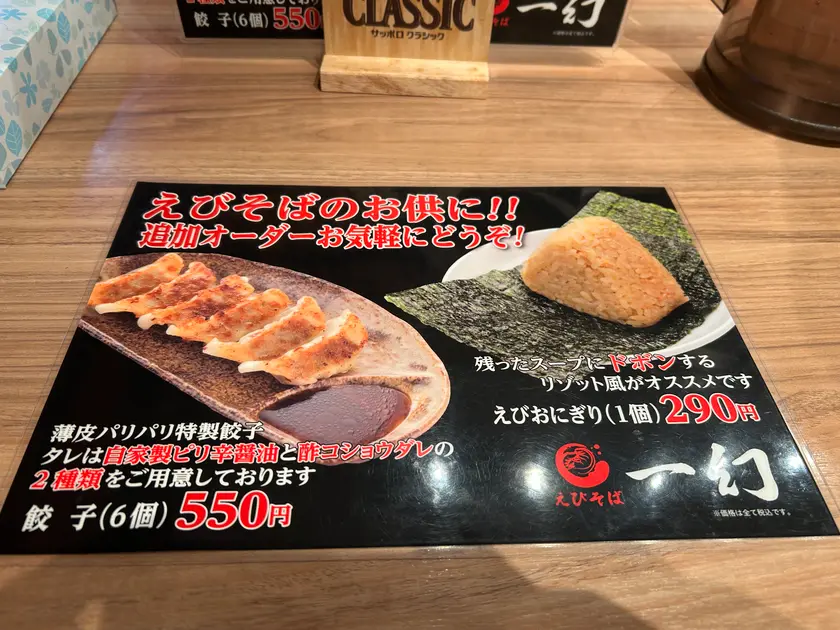 餃子(6個)550
CLASSIC
サッポロ クラシック
えびそば
一幻
えびそばのお供に!!
追加オーダーお気軽にどうぞ!
残ったスープにドボンする
リゾット風がオススメです
えびおにぎり(1個)290円
薄皮パリパリ特製餃子
タレは自家製ピリ辛醤油と酢コショウダレの
2種類をご用意しております
餃子(6個)550円
えびそば
一幻
※価格は全て税込です。